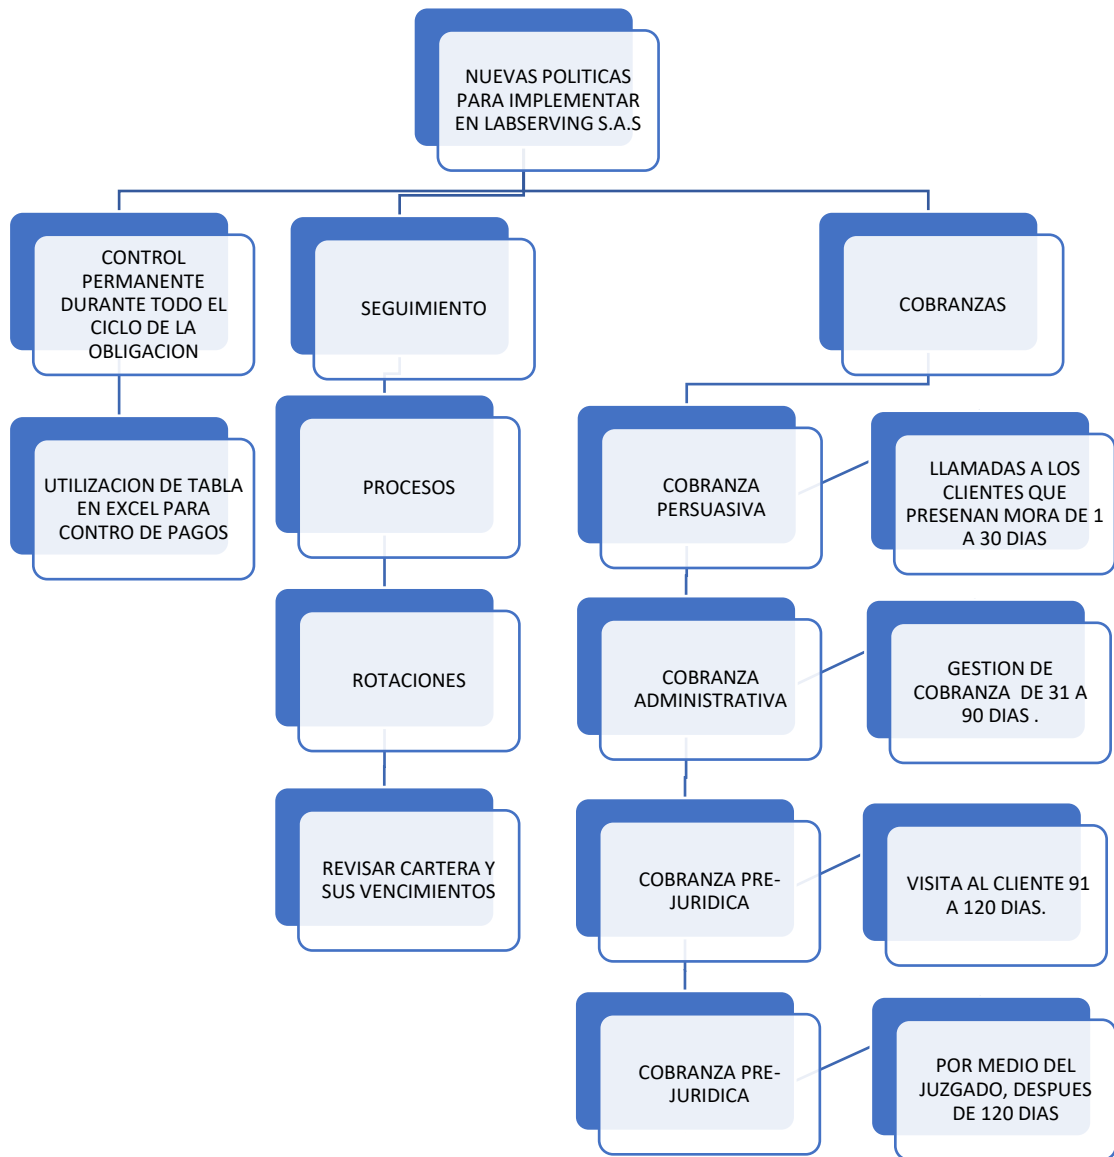 NUEVAS POLITICAS
PARA IMPLEMENTAR
EN LABSERVING S.A.S
CONTROL
PERMANENTE
DURANTE TODO EL
CICLO DE LA
OBLIGACION
SEGUIMIENTO
COBRANZAS
UTILIZACION DE TABLA
EN EXCEL PARA
CONTRO DE PAGOS
PROCESOS
COBRANZA
PERSUASIVA
LLAMADAS A LOS
CLIENTES QUE
PRESENAN MORA DE 1
A 30 DIAS
ROTACIONES
COBRANZA
ADMINISTRATIVA
GESTION DE
COBRANZA  DE 31 A
90 DIAS .
REVISAR CARTERA Y
SUS VENCIMIENTOS
COBRANZA PRE-
JURIDICA
VISITA AL CLIENTE 91
A 120 DIAS.
COBRANZA PRE-
JURIDICA
POR MEDIO DEL
JUZGADO, DESPUES
DE 120 DIAS